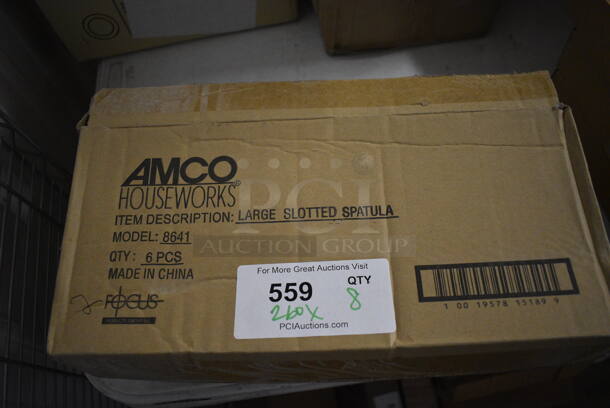 AMCO
HOUSEWORKS
ITEM DESCRIPTION: LARGE SLOTTED SPATULA
MODEL: 8641
QTY: 6 PCS
MADE IN CHINA
FOCUS
PCI
AUCTION GROUP
For More Great Auctions Visit
559 QTY
2 box 8
PCIAuctions.com
1 00 19578 15189 9